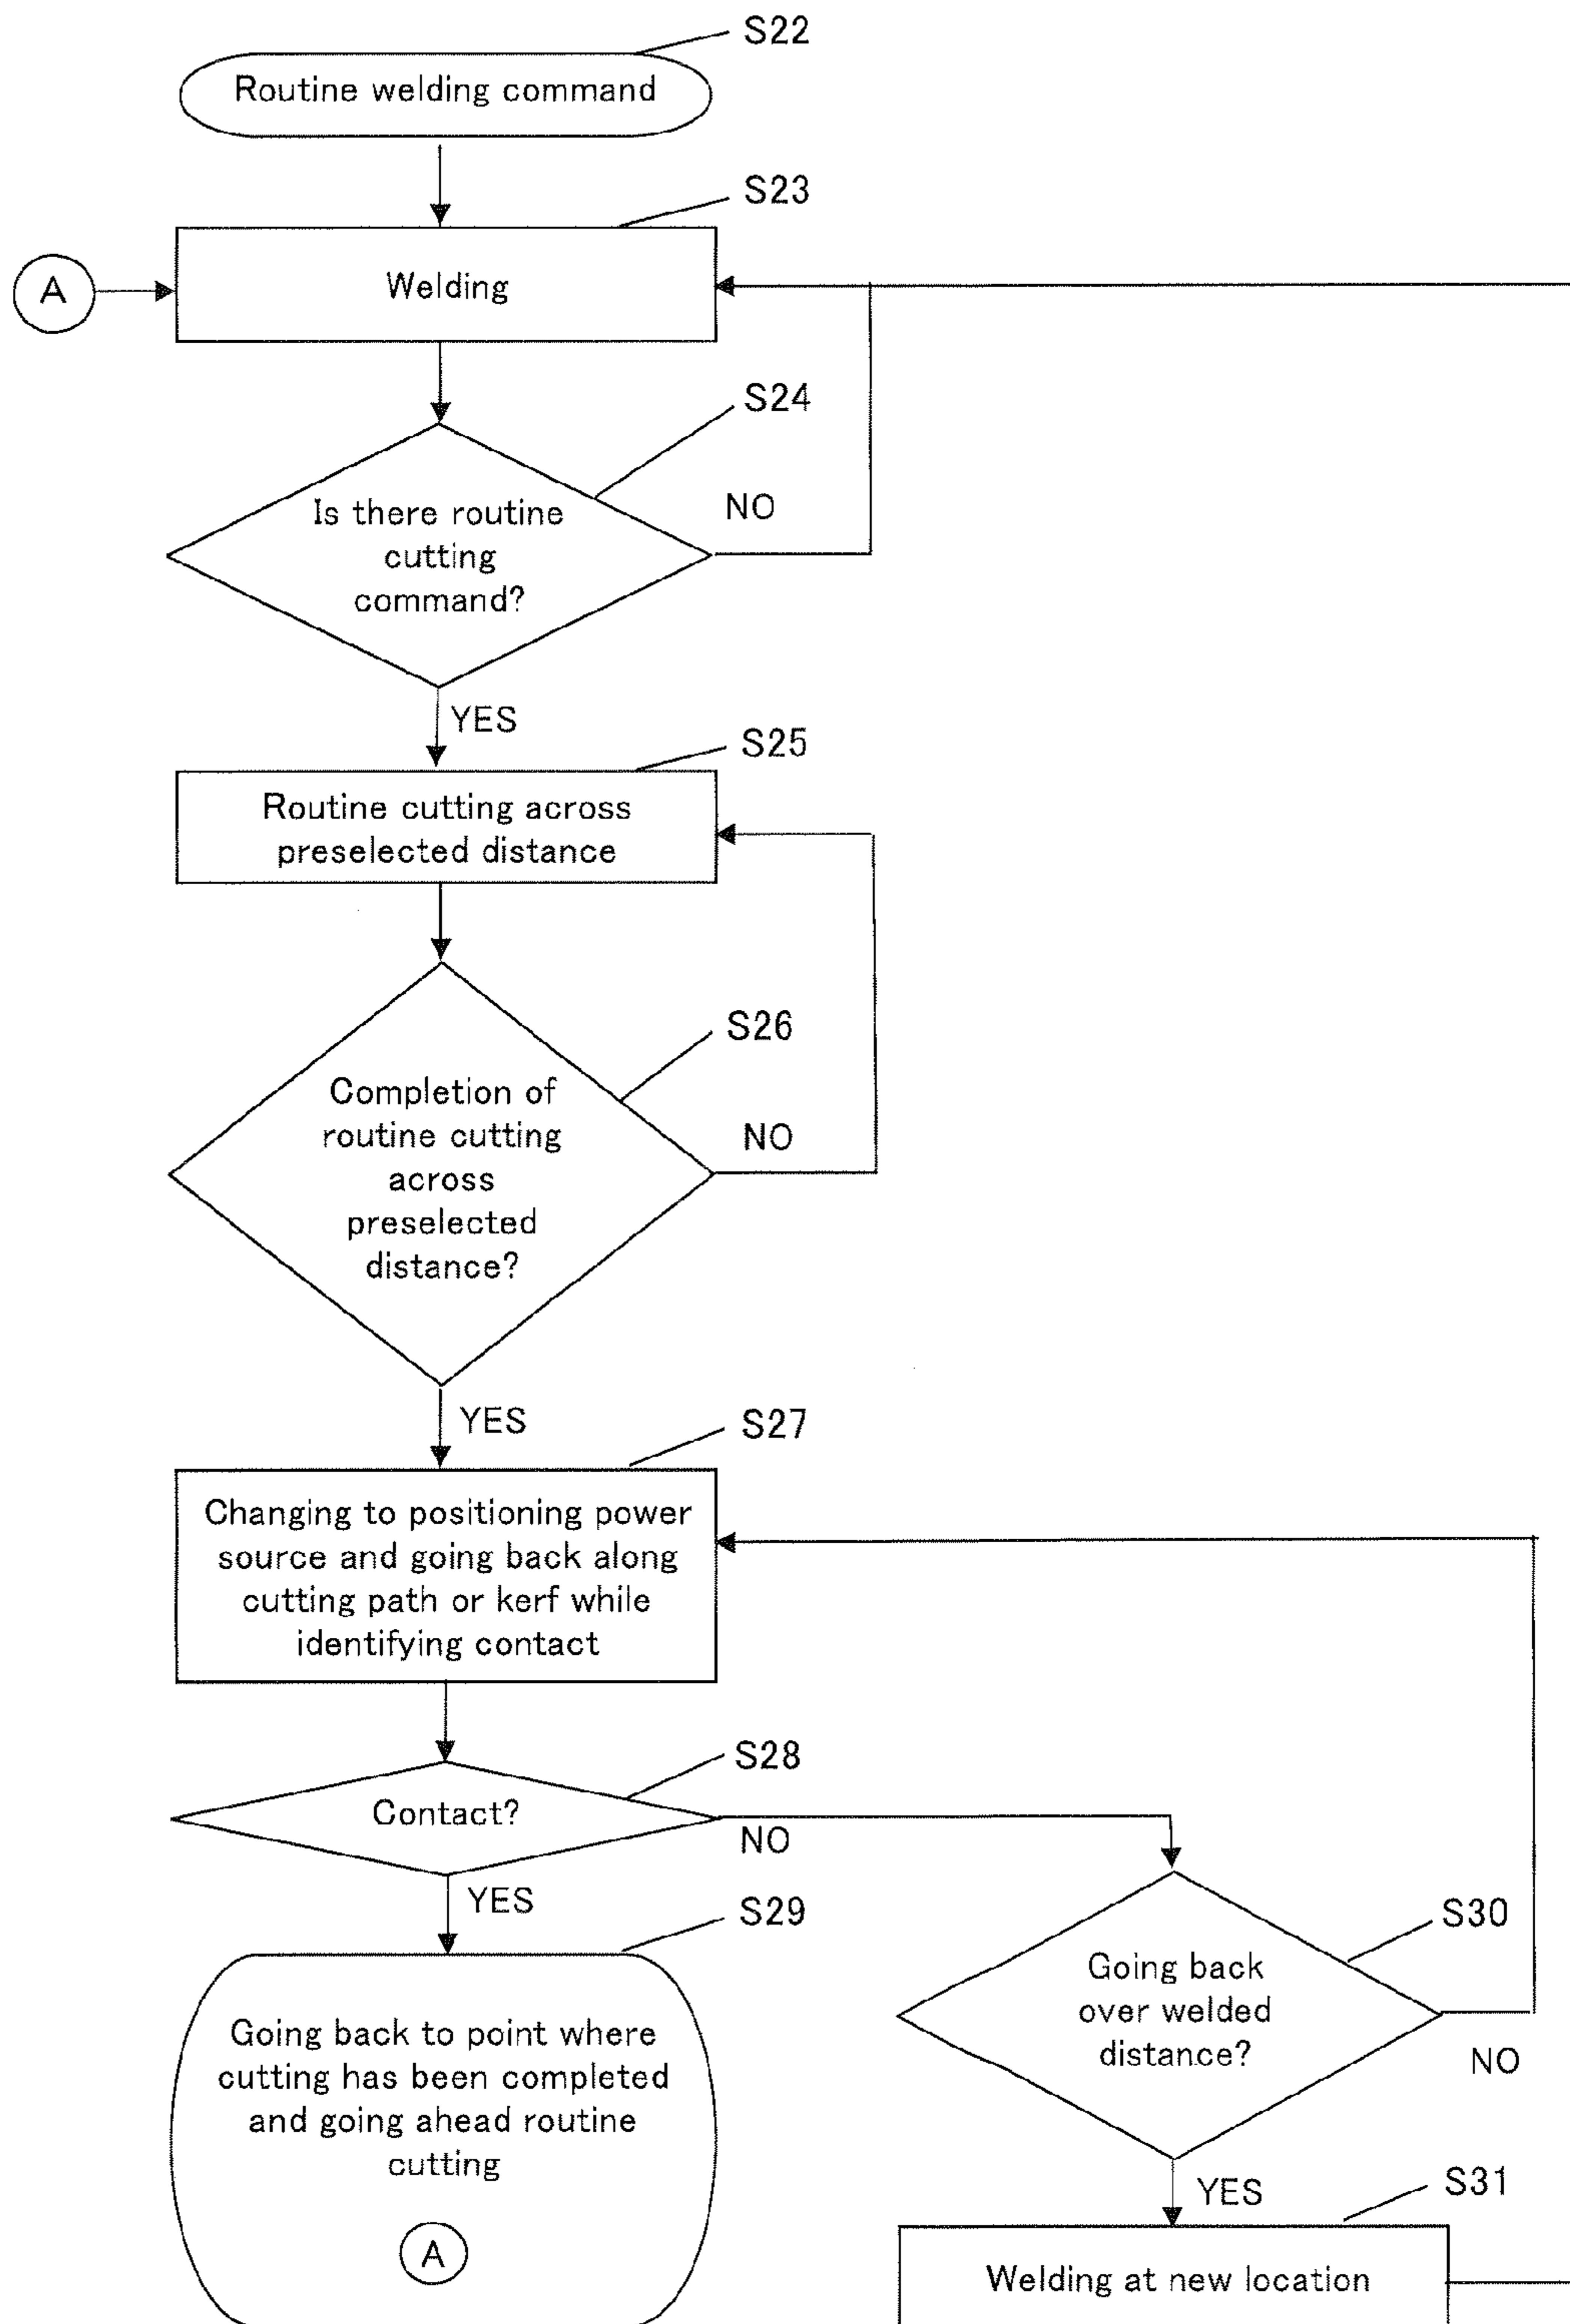 S22
Routine welding command
S23
A
Welding
S24
Is there routine
cutting
command?
NO
YES
S25
Routine cutting across
preselected distance
S26
Completion of
routine cutting
across
preselected
distance?
NO
YES
S27
Changing to positioning power
source and going back along
cutting path or kerf while
identifying contact
S28
Contact?
NO
YES
S29
Going back to point where
cutting has been completed
and going ahead routine
cutting
A
S30
Going back
over welded
distance?
NO
YES
S31
Welding at new location